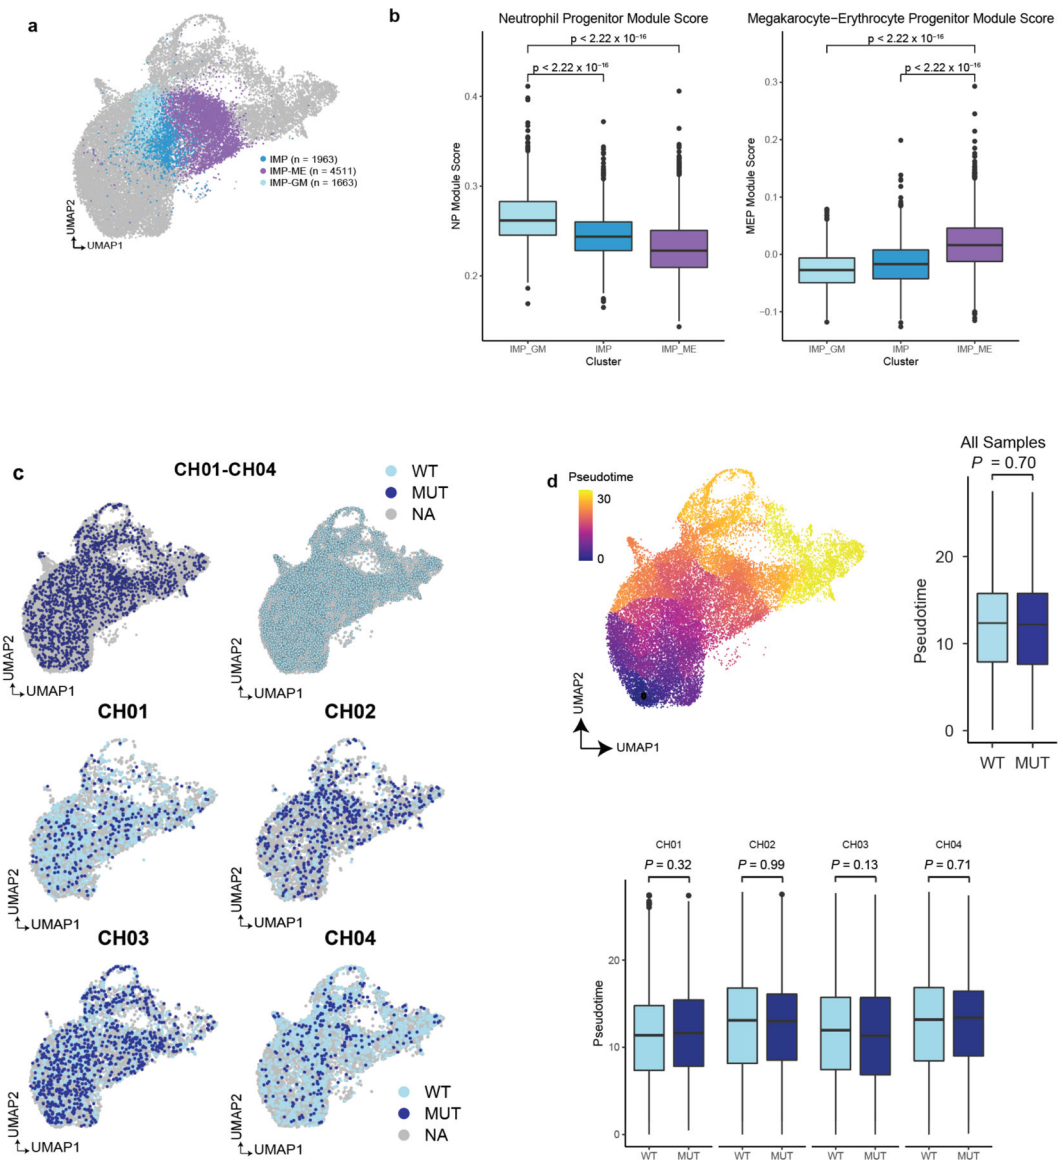 a
IMP (n = 1963)
IMP-ME (n = 4511)
IMP-GM (n = 1663)
UMAP2
UMAP1
b
Neutrophil Progenitor Module Score
p < 2.22 x 10⁻¹⁶
p < 2.22 x 10⁻¹⁶
NP Module Score
0.4
0.3
0.2
IMP_GM IMP IMP_ME
Cluster
Megakarocyte−Erythrocyte Progenitor Module Score
p < 2.22 x 10⁻¹⁶
p < 2.22 x 10⁻¹⁶
MEP Module Score
0.3
0.2
0.1
0.0
−0.1
IMP_GM IMP IMP_ME
Cluster
c
CH01-CH04
WT
MUT
NA
UMAP2
UMAP1
UMAP2
UMAP1
CH01
CH02
UMAP2
UMAP1
UMAP2
UMAP1
CH03
CH04
UMAP2
UMAP1
UMAP2
UMAP1
WT
MUT
NA
d
Pseudotime
30
0
UMAP2
UMAP1
All Samples
P = 0.70
Pseudotime
20
10
0
WT MUT
CH01 CH02 CH03 CH04
P = 0.32 P = 0.99 P = 0.13 P = 0.71
Pseudotime
20
10
0
WT MUT WT MUT WT MUT WT MUT